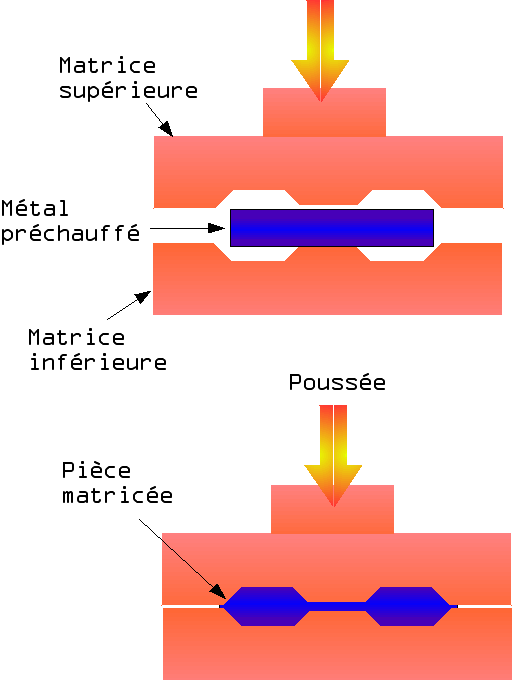 Matrice
supérieure
Métal
préchauffé
Matrice
inférieure
Poussée
Pièce
matricée